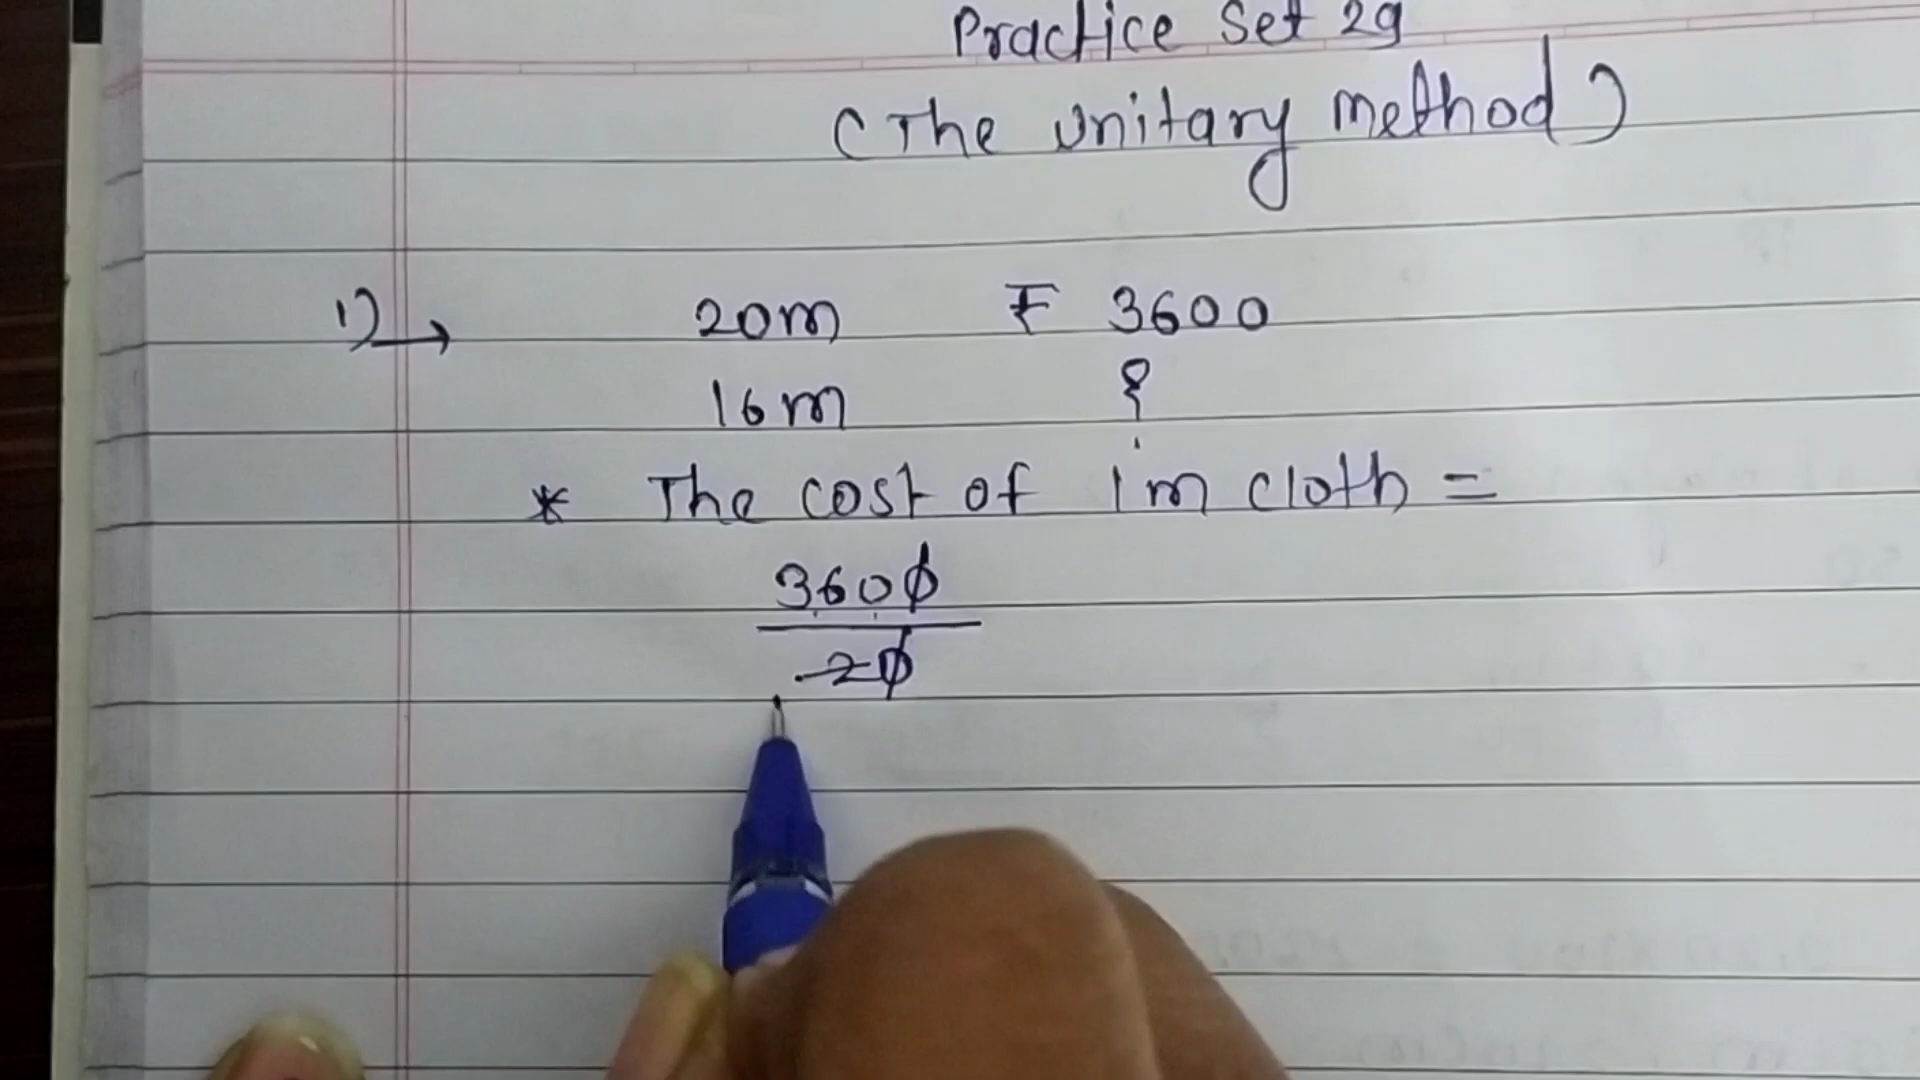 Practice Set 29
(The Unitary Method)
1)→ 20m ₹ 3600
16m ?
* The cost of 1m cloth =
3600
20